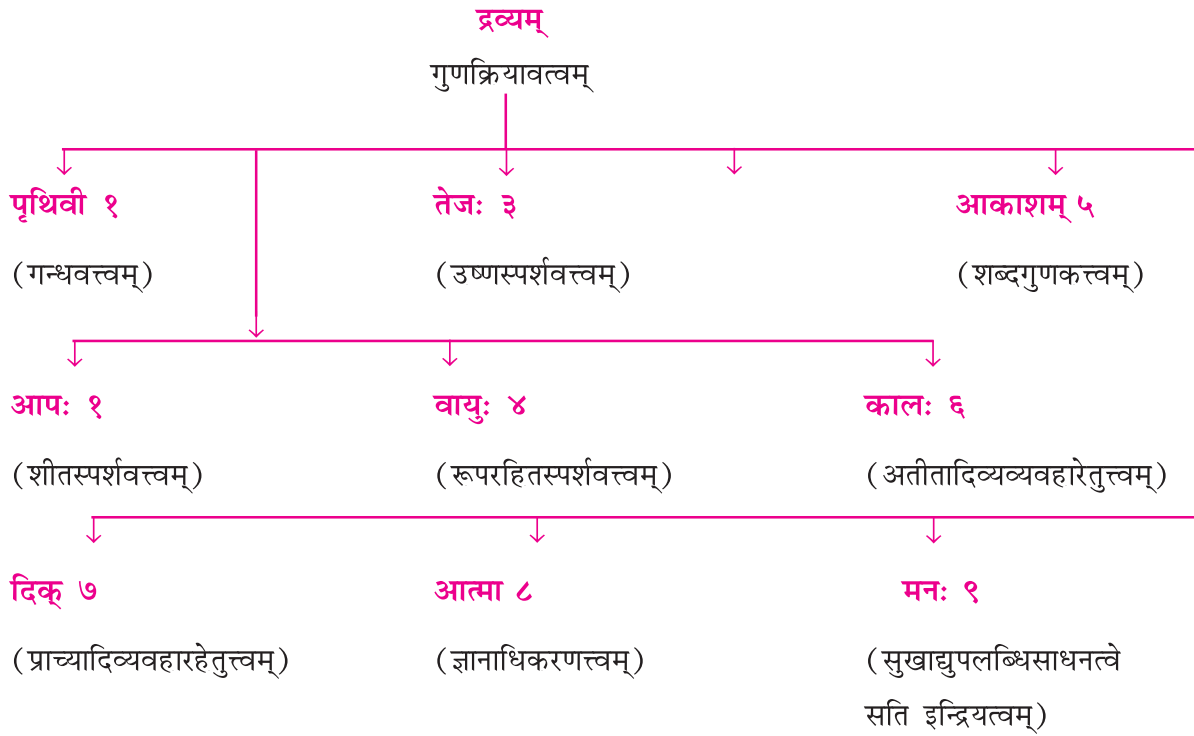 द्रव्यम्
गुणक्रियावत्वम्
पृथिवी १ तेजः ३ आकाशम् ५
(गन्धवत्त्वम्) (उष्णस्पर्शवत्त्वम्) (शब्दगुणकत्त्वम्)
आपः १ वायुः ४ कालः ६
(शीतस्पर्शवत्त्वम्) (रूपरहितस्पर्शवत्त्वम्) (अतीतादिव्यव्यवहारेतुत्त्वम्)
दिक् ७ आत्मा ८ मनः ९
(प्राच्यादिव्यवहारहेतुत्त्वम्) (ज्ञानाधिकरणत्त्वम्) (सुखाद्युपलब्धिसाधनत्वे
सति इन्द्रियत्वम्)